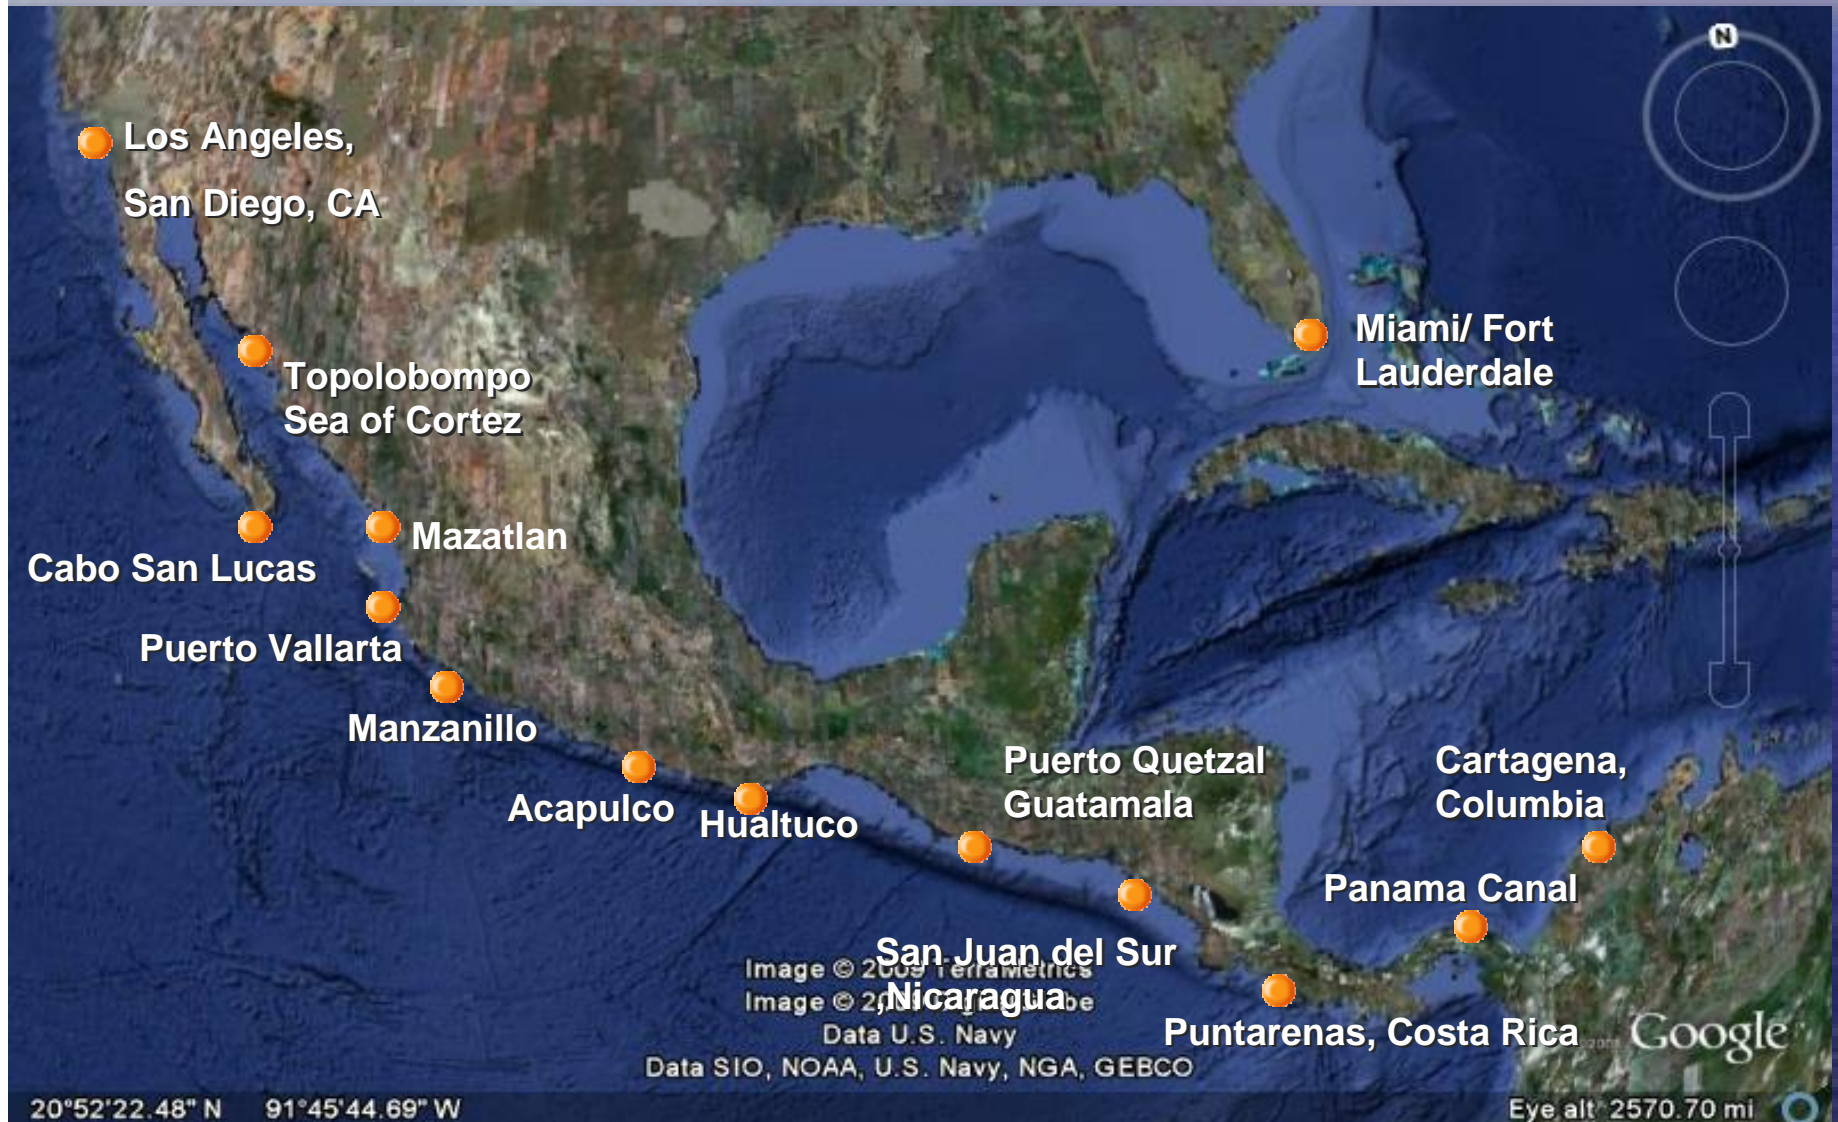 N
Los Angeles,
San Diego, CA
Miami/ Fort
Lauderdale
Topolobompo
Sea of Cortez
Mazatlan
Cabo San Lucas
Puerto Vallarta
Manzanillo
Puerto Quetzal
Guatamala
Cartagena,
Columbia
Acapulco
Hualtuco
Panama Canal
San Juan del Sur
,Nicaragua
Image © 2009 TerraMetrics
Image ©
Data U.S. Navy
Puntarenas, Costa Rica
Google
Data SIO, NOAA, U.S. Navy, NGA, GEBCO
20°52'22.48" N 91°45'44.69" W
Eye alt 2570.70 mi